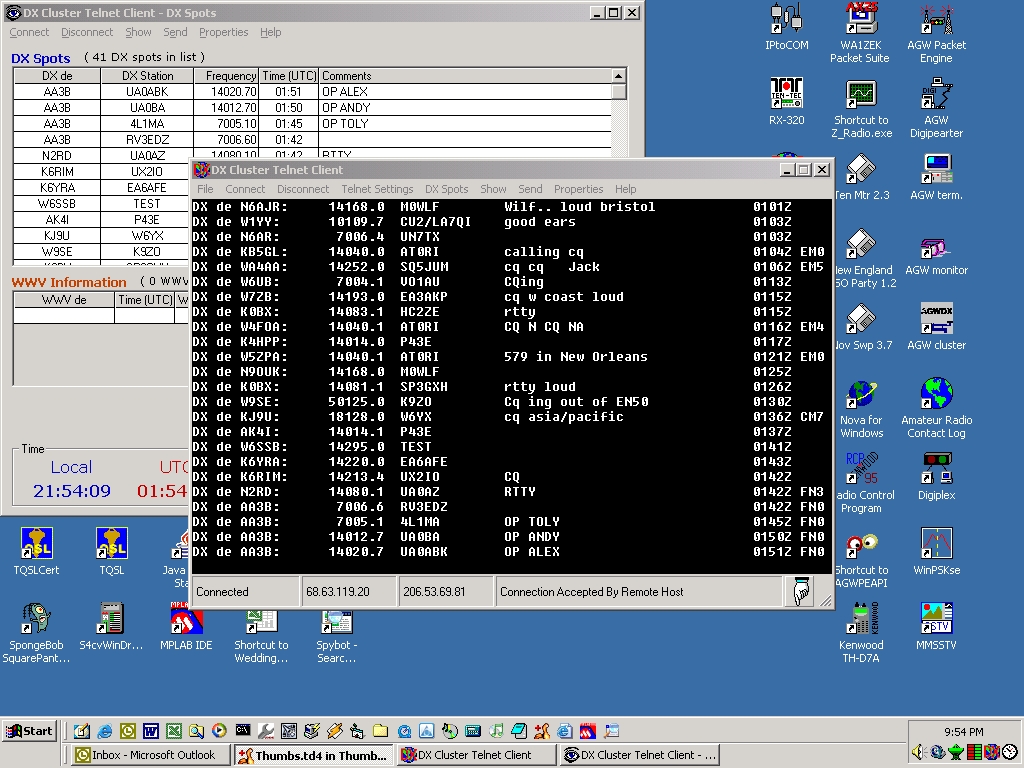 DX Cluster Telnet Client - DX Spots
Connect Disconnect Show Send Properties Help
DX Spots ( 41 DX spots in list )
DX de DX Station Frequency Time (UTC) Comments
AA3B UA0ABK 14020.70 01:51 OP ALEX
AA3B UA0BA 14012.70 01:50 OP ANDY
AA3B 4L1MA 7005.10 01:45 OP TOLY
AA3B RV3EDZ 7006.60 01:42
N2RD UA0AZ 14080.10 01:42 RTTY
K6RIM UX2IO
K6YRA EA6AFE
W6SSB TEST
AK4I P43E
KJ9U W6YX
W9SE K9ZO
WWV Information ( 0 WWV
WWV de Time (UTC) W
Time
Local UTC
21:54:09 01:54
DX Cluster Telnet Client
File Connect Disconnect Telnet Settings DX Spots Show Send Properties Help
DX de N6AJR: 14168.0 M0WLF Wilf.. loud bristol 0101Z
DX de W1YY: 10109.7 CU2/LA7QI good ears 0103Z
DX de N6AR: 7006.4 UN7TX 0103Z
DX de KB5GL: 14040.0 AT0RI calling cq 0104Z EM0
DX de WA4AA: 14252.0 SQ5JUM cq cq Jack 0106Z EM5
DX de W6UB: 7004.1 VO1AU CQing 0113Z
DX de W7ZB: 14193.0 EA3AKP cq w coast loud 0115Z
DX de K0BX: 14083.1 HC2ZE rtty 0115Z
DX de W4FOA: 14040.1 AT0RI CQ N CQ NA 0116Z EM4
DX de K4HPP: 14014.0 P43E 0117Z
DX de W5ZPA: 14040.1 AT0RI 579 in New Orleans 0121Z EM0
DX de N9OUK: 14168.0 M0WLF 0125Z
DX de K0BX: 14081.1 SP3GXH rtty loud 0126Z
DX de W9SE: 50125.0 K9ZO Cq ing out of EN50 0130Z
DX de KJ9U: 18128.0 W6YX cq asia/pacific 0136Z CM7
DX de AK4I: 14014.1 P43E 0137Z
DX de W6SSB: 14295.0 TEST 0141Z
DX de K6YRA: 14220.0 EA6AFE 0143Z
DX de K6RIM: 14213.4 UX2IO CQ 0142Z
DX de N2RD: 14080.1 UA0AZ RTTY 0142Z FN3
DX de AA3B: 7006.6 RV3EDZ 0142Z FN0
DX de AA3B: 7005.1 4L1MA OP TOLY 0145Z FN0
DX de AA3B: 14012.7 UA0BA OP ANDY 0150Z FN0
DX de AA3B: 14020.7 UA0ABK OP ALEX 0151Z FN0
Connected 68.63.119.20 206.53.69.81 Connection Accepted By Remote Host
IPtoCOM
WA1ZEK Packet Suite
AGW Packet Engine
RX-320
Shortcut to Z_Radio.exe
AGW Digipearter
Ten Mtr 2.3
AGW term.
New England QSO Party 1.2
AGW monitor
Nov Swp 3.7
AGW cluster
Nova for Windows
Amateur Radio Contact Log
Radio Control Program
Digiplex
Shortcut to AGWPEAPI
WinPSKse
Kenwood TH-D7A
MMSSTV
TQSLCert
TQSL
Java
Sta
SpongeBob SquarePant...
S4cvWinDr...
MPLAB IDE
Shortcut to Wedding...
Spybot - Searc...
Start
9:54 PM
Inbox - Microsoft Outlook
Thumbs.td4 in Thumb...
DX Cluster Telnet Client
DX Cluster Telnet Client - ...